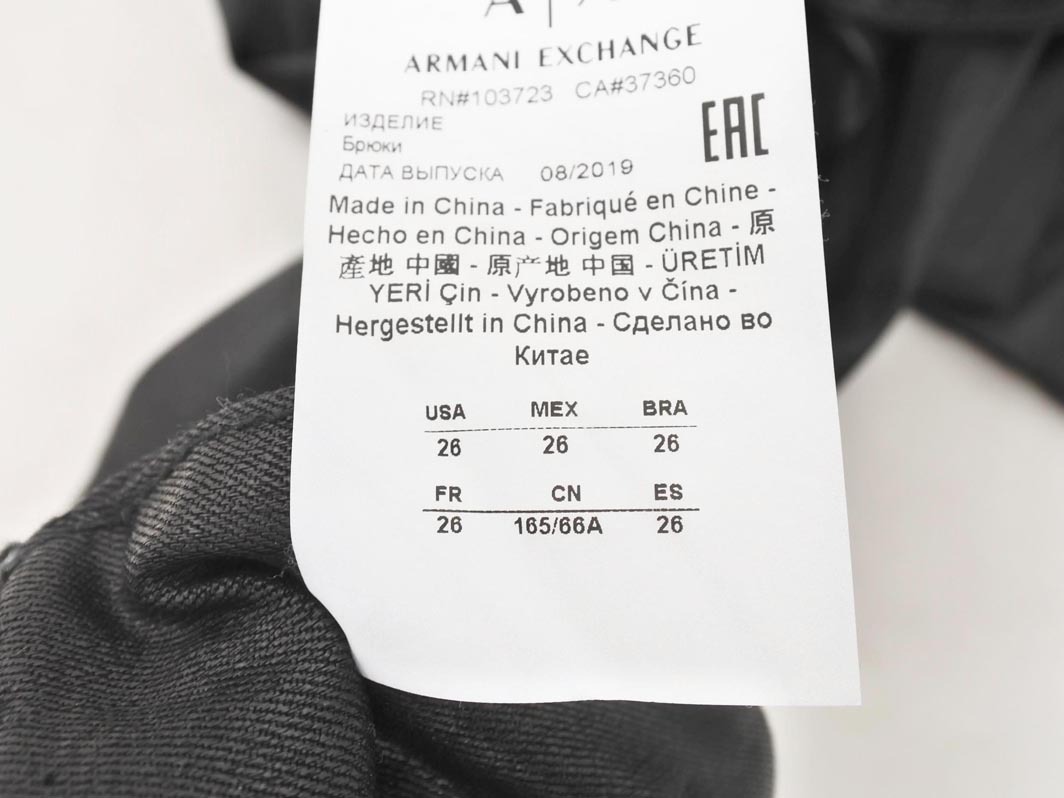 A|X
ARMANI EXCHANGE
RN#103723 CA#37360
ИЗДЕЛИЕ
Брюки
EAC
ДАТА ВЫПУСКА 08/2019
Made in China - Fabriqué en Chine -
Hecho en China - Origem China - 原
產地 中國 - 原产地 中国 - ÜRETİM
YERİ Çin - Vyrobeno v Čína -
Hergestellt in China - Сделано во
Китае
USA MEX BRA
26 26 26
FR CN ES
26 165/66A 26